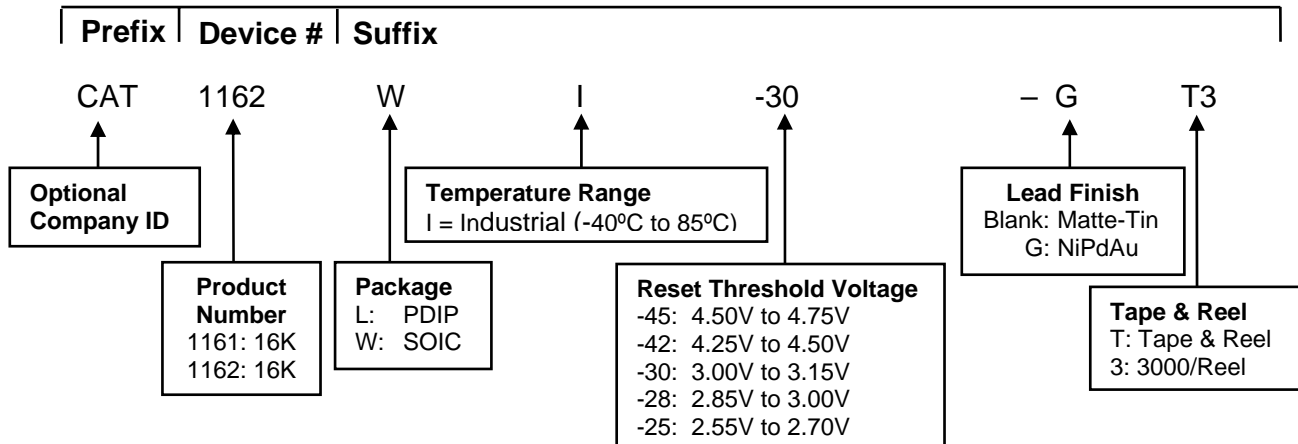 Prefix Device # Suffix
CAT 1162 W I -30 – G T3
Optional
Company ID
Temperature Range
I = Industrial (-40ºC to 85ºC)
Lead Finish
Blank: Matte-Tin
G: NiPdAu
Product
Number
1161: 16K
1162: 16K
Package
L: PDIP
W: SOIC
Reset Threshold Voltage
-45: 4.50V to 4.75V
-42: 4.25V to 4.50V
-30: 3.00V to 3.15V
-28: 2.85V to 3.00V
-25: 2.55V to 2.70V
Tape & Reel
T: Tape & Reel
3: 3000/Reel